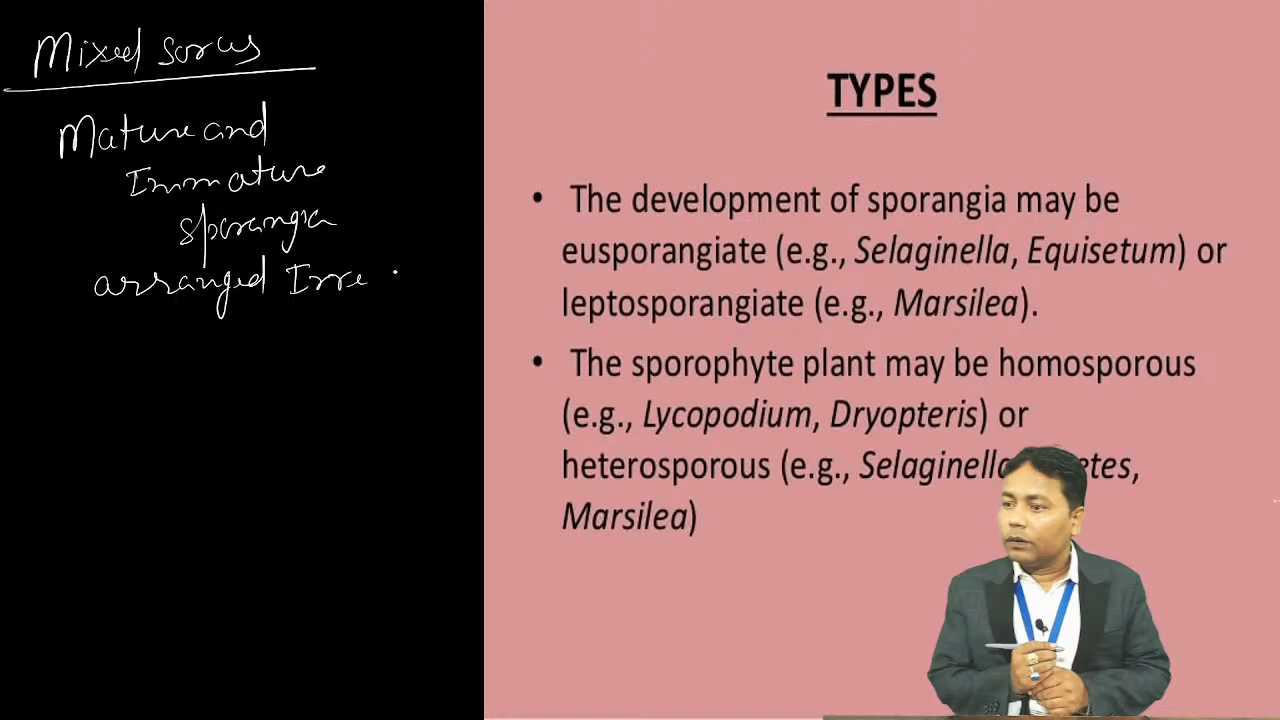 Mixed sorus
Mature and
Immature
sporangia
arranged Irre
TYPES
• The development of sporangia may be
eusporangiate (e.g., Selaginella, Equisetum) or
leptosporangiate (e.g., Marsilea).
• The sporophyte plant may be homosporous
(e.g., Lycopodium, Dryopteris) or
heterosporous (e.g., Selaginella
Marsilea)